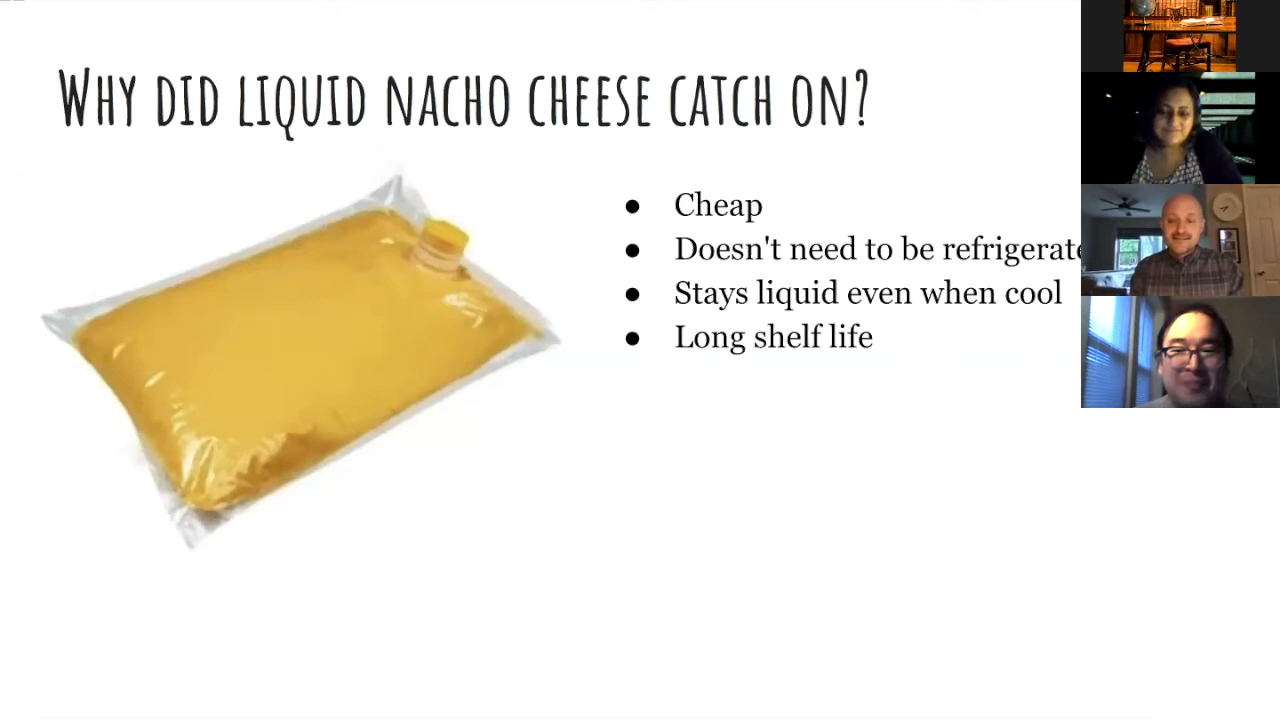 Why did liquid nacho cheese catch on?
● Cheap
● Doesn't need to be refrigerate
● Stays liquid even when cool
● Long shelf life